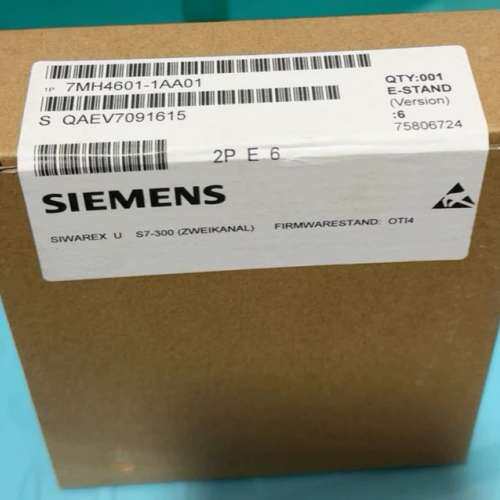 1P 7MH4601-1AA01
S QAEV7091615
QTY:001
E-STAND
(Version)
:6
75806724
2P E 6
SIEMENS
SIWAREX U S7-300 (ZWEIKANAL) FIRMWARESTAND: OTI4